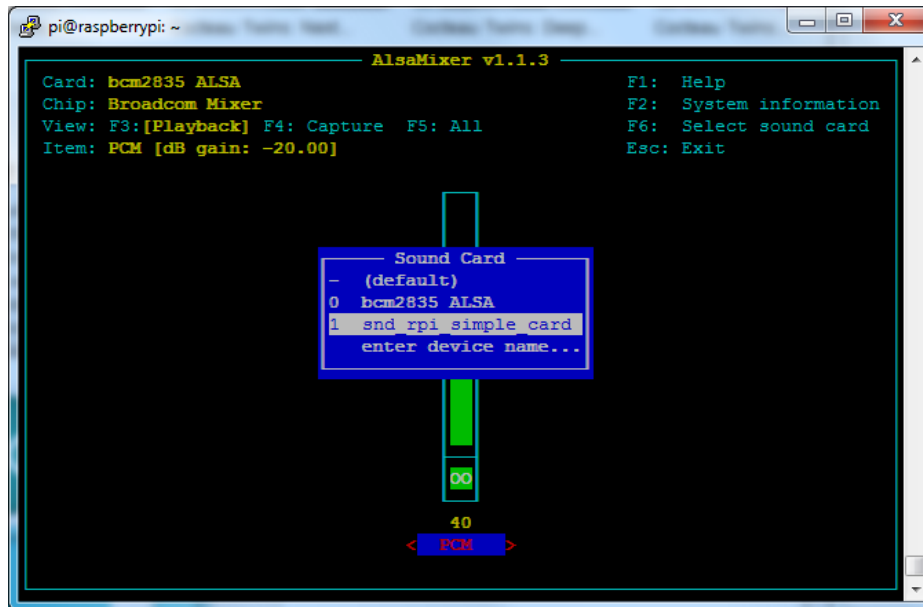 pi@raspberrypi: ~
AlsaMixer v1.1.3
Card: bcm2835 ALSA F1: Help
Chip: Broadcom Mixer F2: System information
View: F3:[Playback] F4: Capture F5: All F6: Select sound card
Item: PCM [dB gain: -20.00] Esc: Exit
Sound Card
- (default)
0 bcm2835 ALSA
1 snd_rpi_simple_card
enter device name...
OO
40
< PCM >